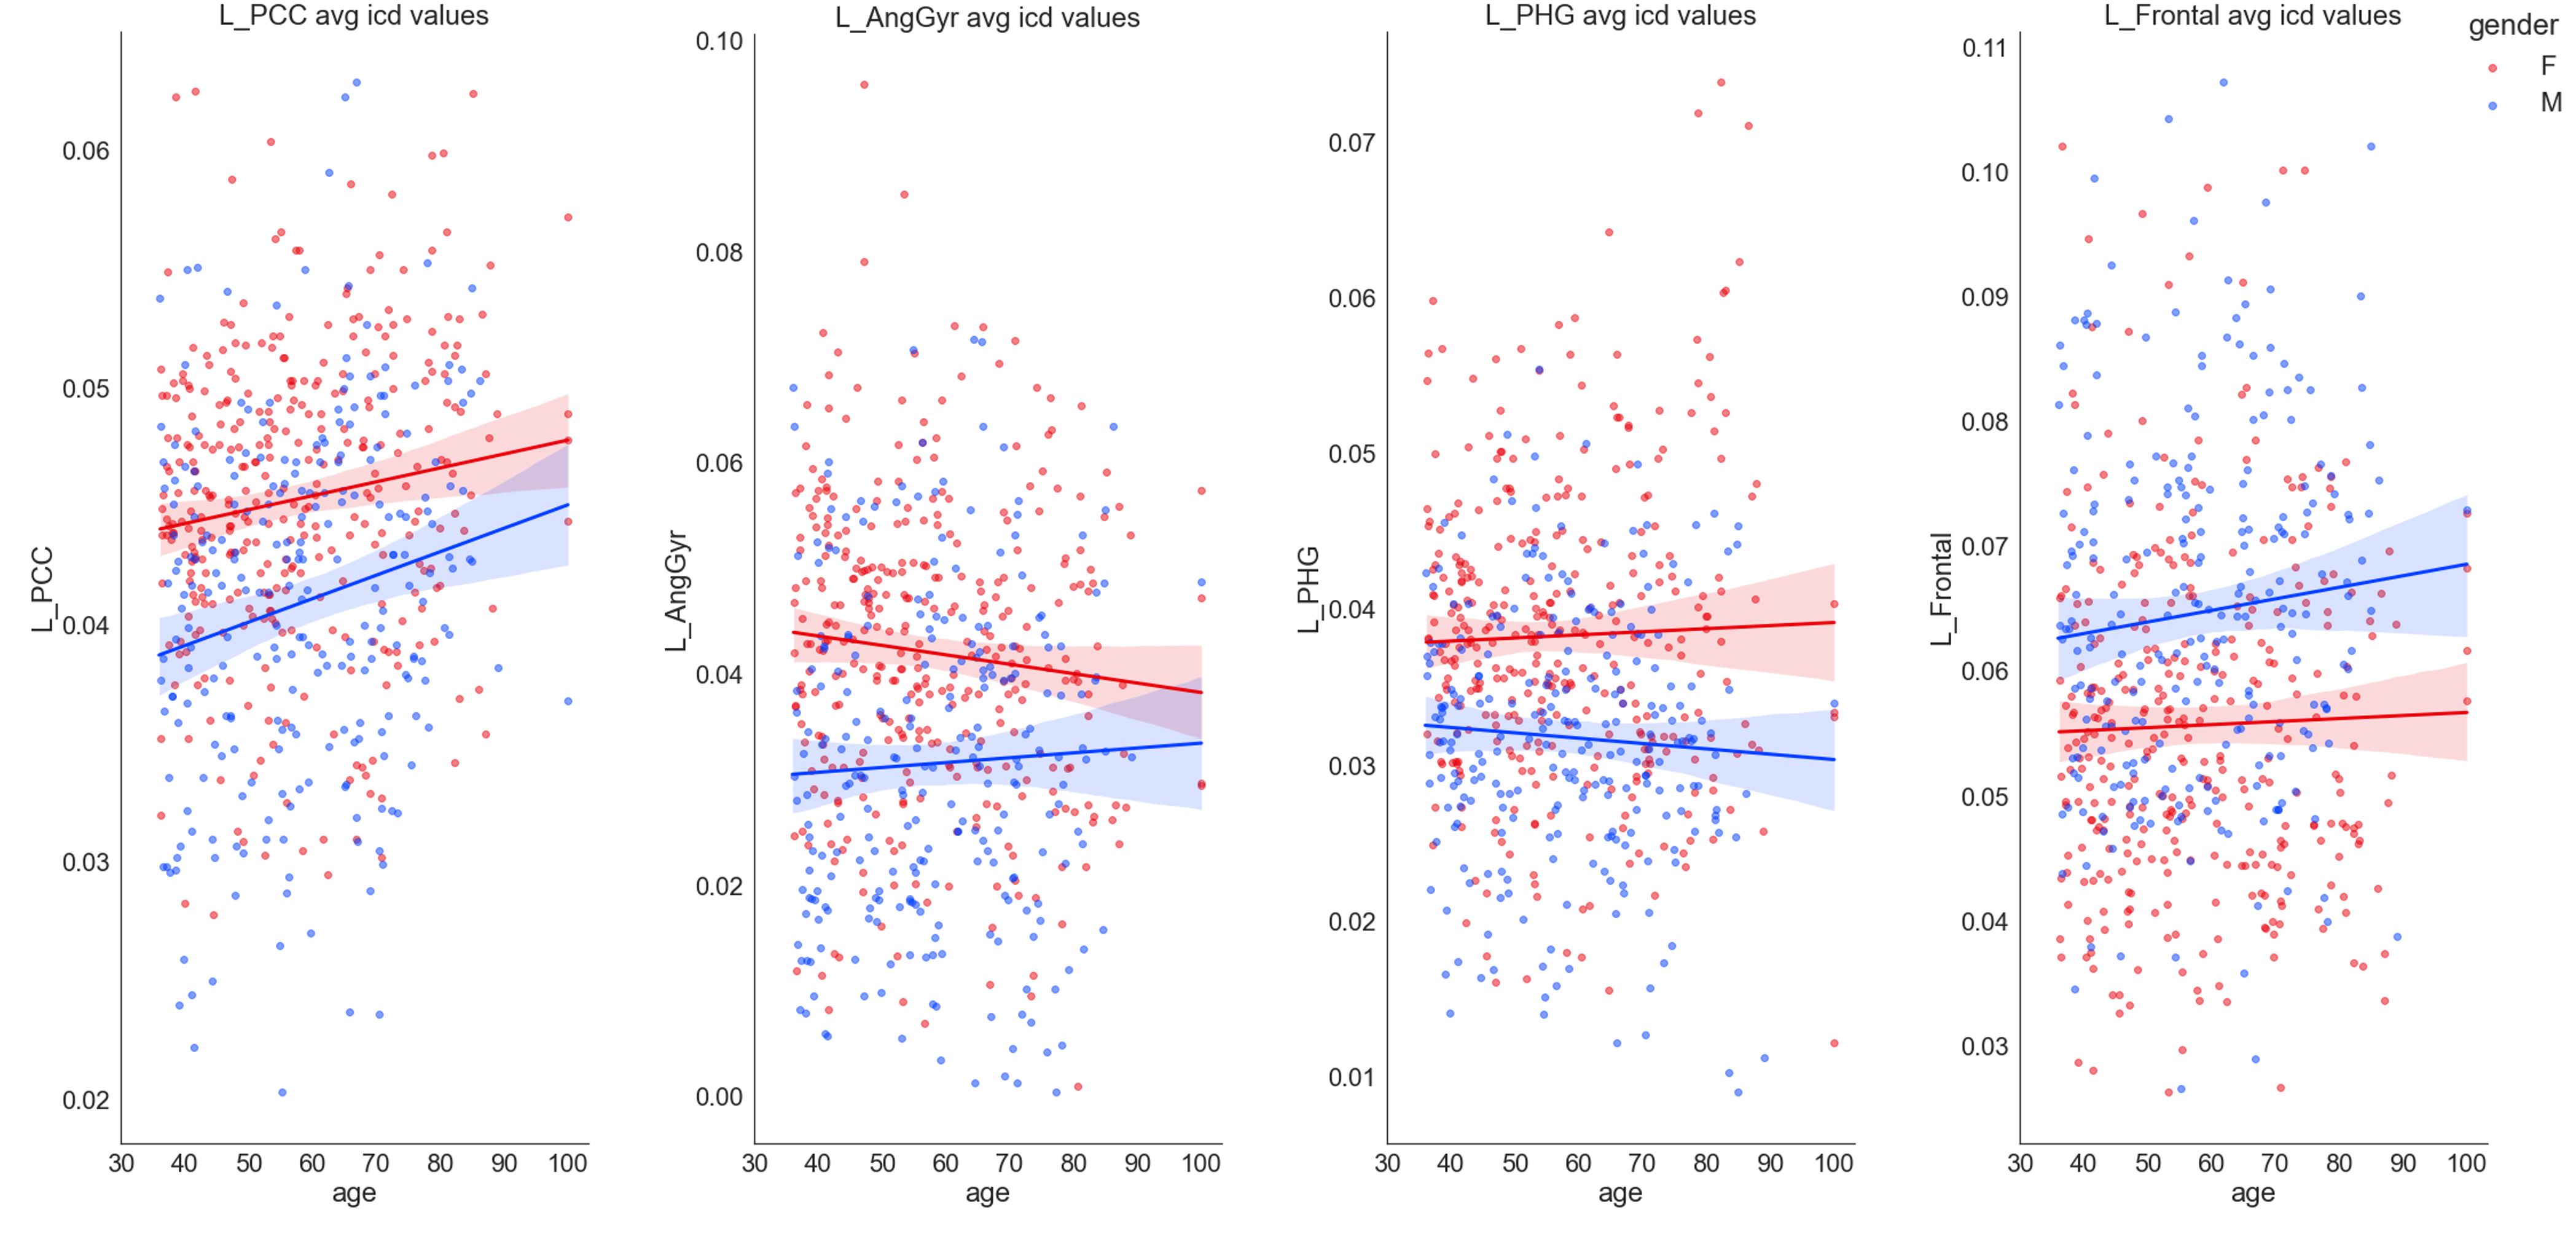 L_PCC avg icd values
L_PCC
0.06
0.05
0.04
0.03
0.02
30 40 50 60 70 80 90 100
age
L_AngGyr avg icd values
L_AngGyr
0.10
0.08
0.06
0.04
0.02
0.00
30 40 50 60 70 80 90 100
age
L_PHG avg icd values
L_PHG
0.07
0.06
0.05
0.04
0.03
0.02
0.01
30 40 50 60 70 80 90 100
age
L_Frontal avg icd values
L_Frontal
0.11
0.10
0.09
0.08
0.07
0.06
0.05
0.04
0.03
30 40 50 60 70 80 90 100
age
gender
F
M